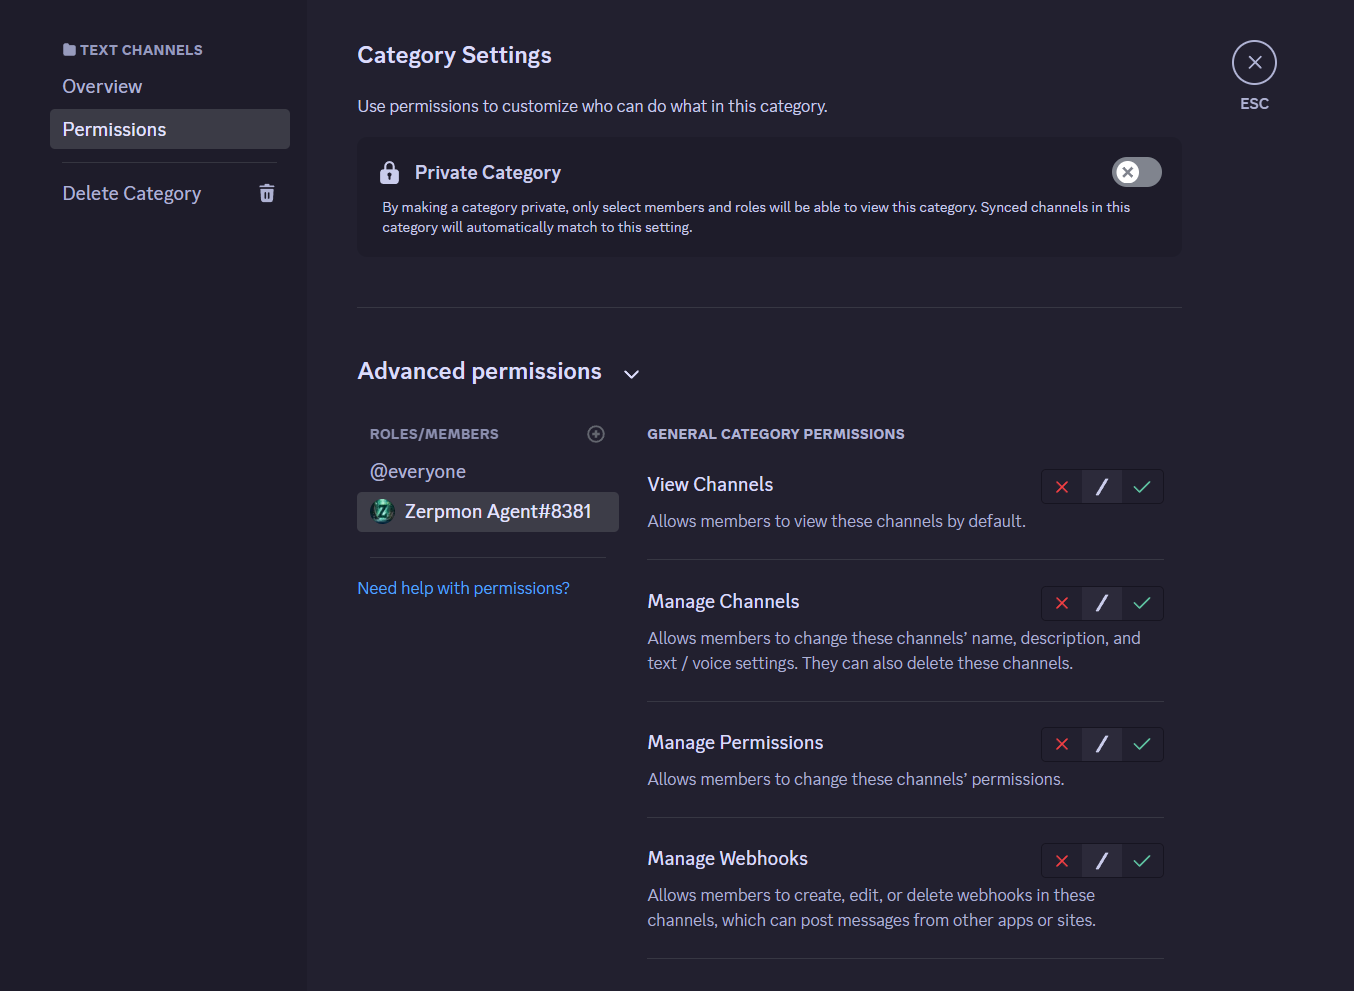 TEXT CHANNELS
Overview
Permissions
Delete Category
Category Settings
Use permissions to customize who can do what in this category.
Private Category
By making a category private, only select members and roles will be able to view this category. Synced channels in this
category will automatically match to this setting.
ESC
Advanced permissions
ROLES/MEMBERS
@everyone
Zerpmon Agent#8381
Need help with permissions?
GENERAL CATEGORY PERMISSIONS
View Channels
Allows members to view these channels by default.
Manage Channels
Allows members to change these channels’ name, description, and
text / voice settings. They can also delete these channels.
Manage Permissions
Allows members to change these channels’ permissions.
Manage Webhooks
Allows members to create, edit, or delete webhooks in these
channels, which can post messages from other apps or sites.